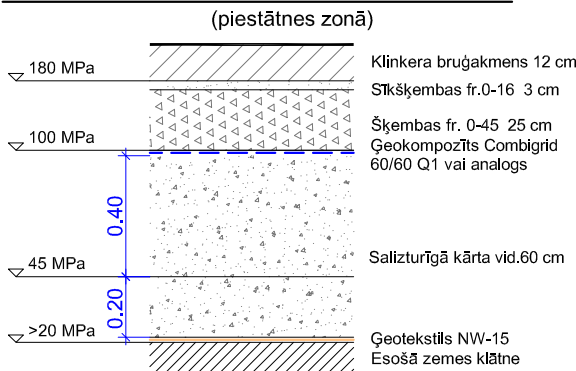 (piestātnes zonā)
180 MPa
Klinkera bruģakmens 12 cm
Sīkšķembas fr.0-16 3 cm
100 MPa
Šķembas fr. 0-45 25 cm
Ģeokompozīts Combigrid
60/60 Q1 vai analogs
0.40
Salizturīgā kārta vid.60 cm
45 MPa
0.20
>20 MPa
Ģeotekstils NW-15
Esošā zemes klātne